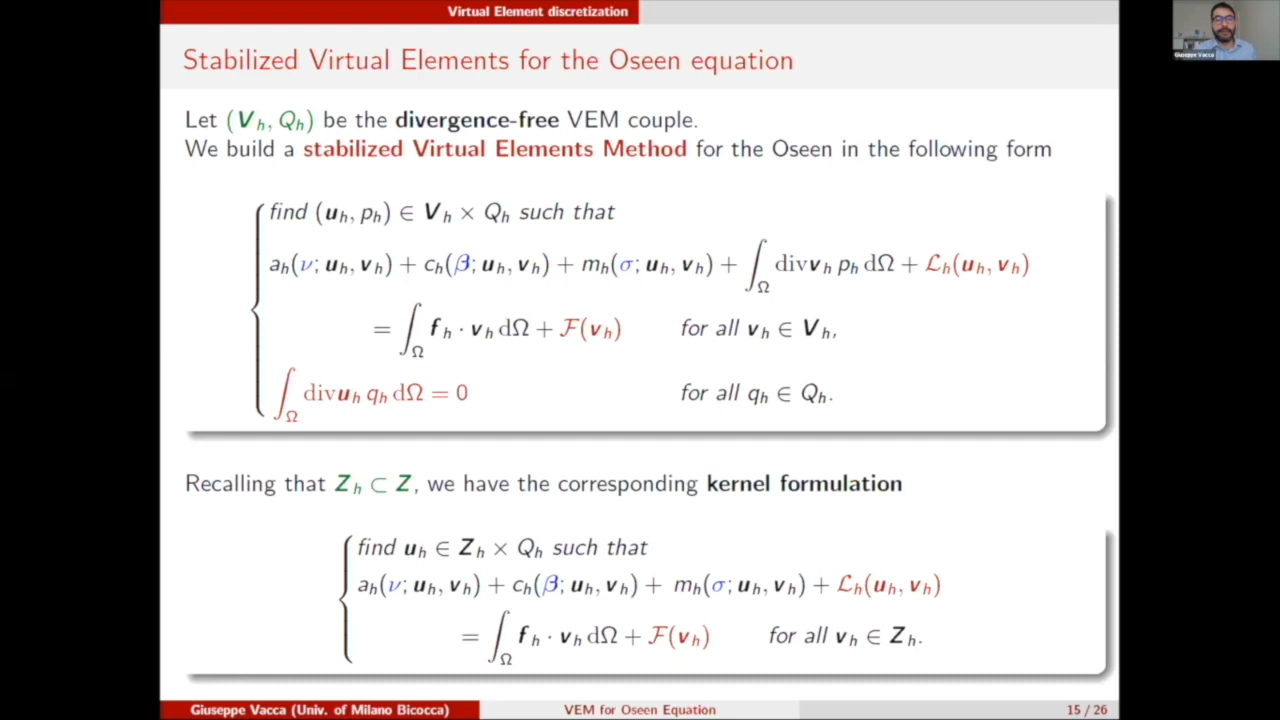 Virtual Element discretization
Stabilized Virtual Elements for the Oseen equation
Let (V_h, Q_h) be the divergence-free VEM couple.
We build a stabilized Virtual Elements Method for the Oseen in the following form
find (u_h, p_h) ∈ V_h × Q_h such that
a_h(ν; u_h, v_h) + c_h(β; u_h, v_h) + m_h(σ; u_h, v_h) + ∫_Ω divv_h p_h dΩ + ℒ_h(u_h, v_h)
= ∫_Ω f_h · v_h dΩ + ℱ(v_h) for all v_h ∈ V_h,
∫_Ω divu_h q_h dΩ = 0 for all q_h ∈ Q_h.
Recalling that Z_h ⊂ Z, we have the corresponding kernel formulation
find u_h ∈ Z_h × Q_h such that
a_h(ν; u_h, v_h) + c_h(β; u_h, v_h) + m_h(σ; u_h, v_h) + ℒ_h(u_h, v_h)
= ∫_Ω f_h · v_h dΩ + ℱ(v_h) for all v_h ∈ Z_h.
Giuseppe Vacca (Univ. of Milano Bicocca) VEM for Oseen Equation 15 / 26
Giuseppe Vacca